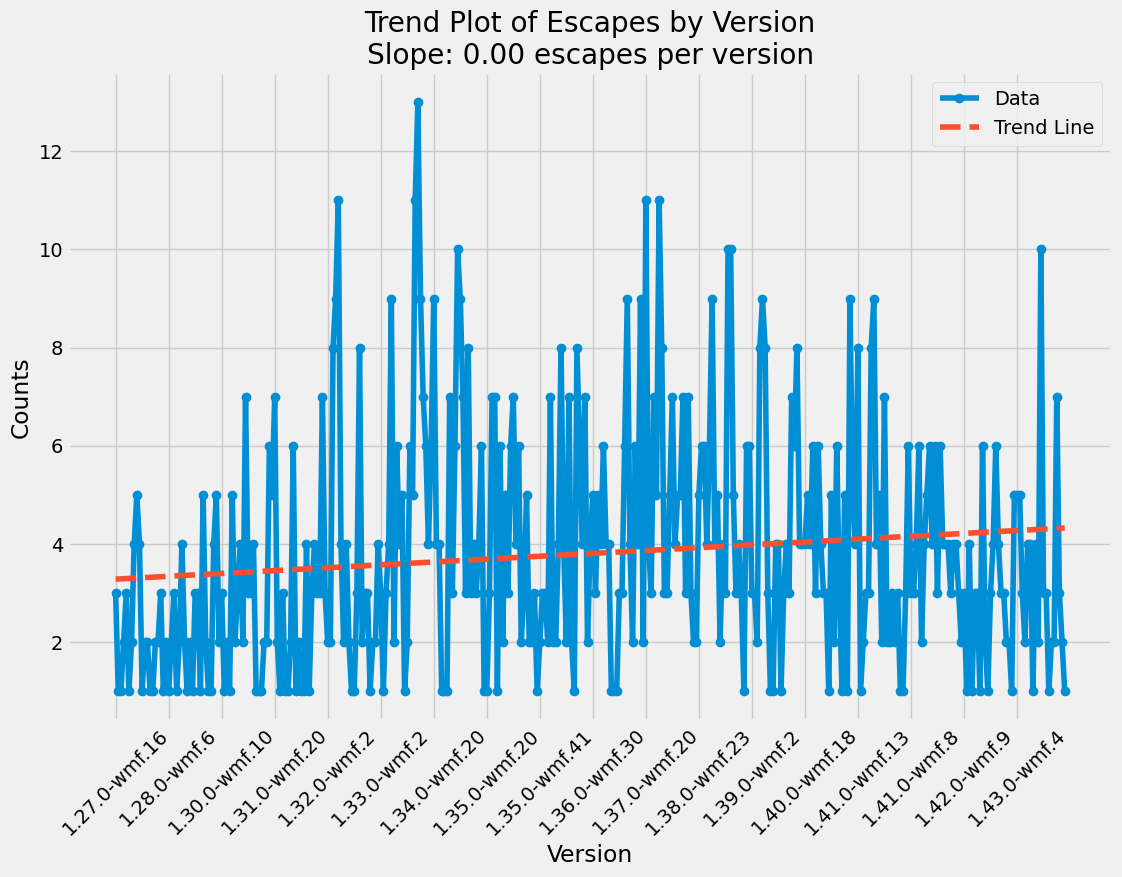 Trend Plot of Escapes by Version
Slope: 0.00 escapes per version
Data
Trend Line
Counts
12
10
8
6
4
2
1.27.0-wmf.16
1.28.0-wmf.6
1.30.0-wmf.10
1.31.0-wmf.20
1.32.0-wmf.2
1.33.0-wmf.2
1.34.0-wmf.20
1.35.0-wmf.20
1.35.0-wmf.41
1.36.0-wmf.30
1.37.0-wmf.20
1.38.0-wmf.23
1.39.0-wmf.2
1.40.0-wmf.18
1.41.0-wmf.13
1.41.0-wmf.8
1.42.0-wmf.9
1.43.0-wmf.4
Version